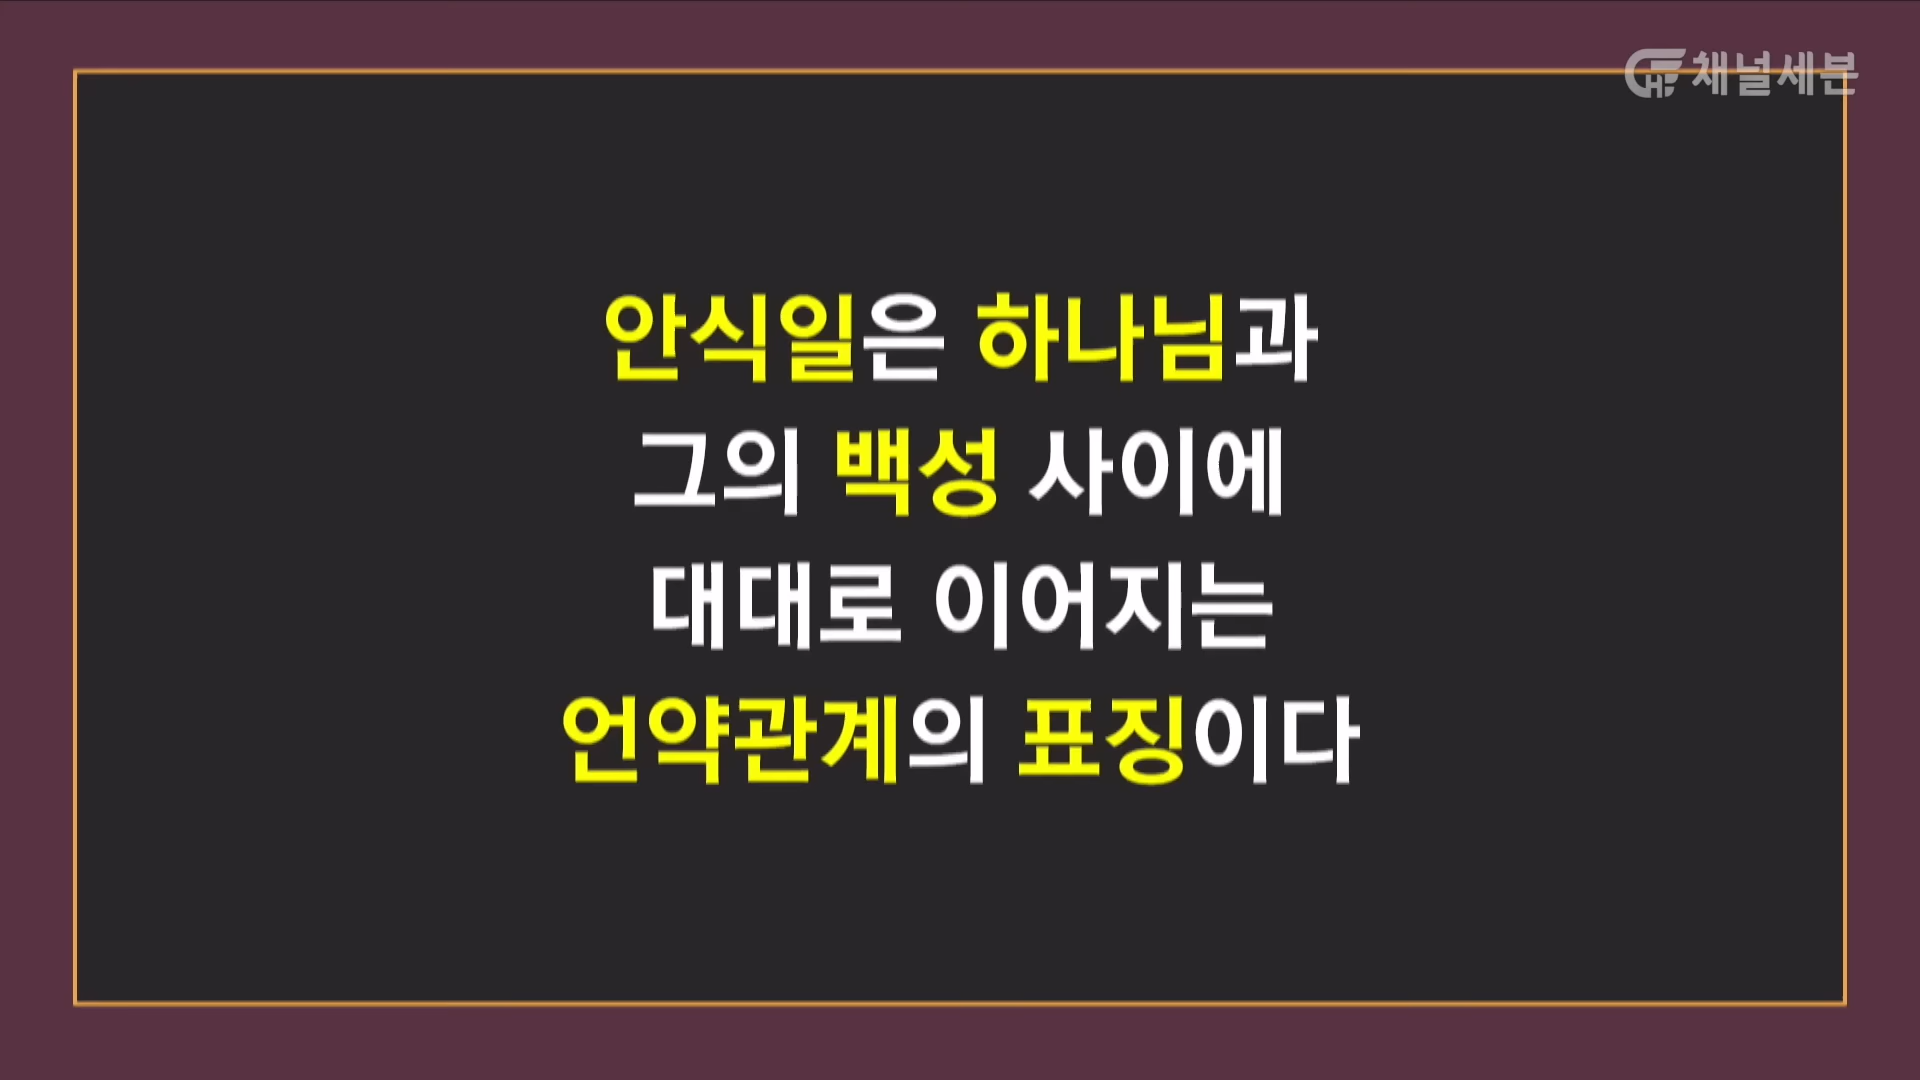 CH7 채널세븐
안식일은 하나님과
그의 백성 사이에
대대로 이어지는
언약관계의 표징이다